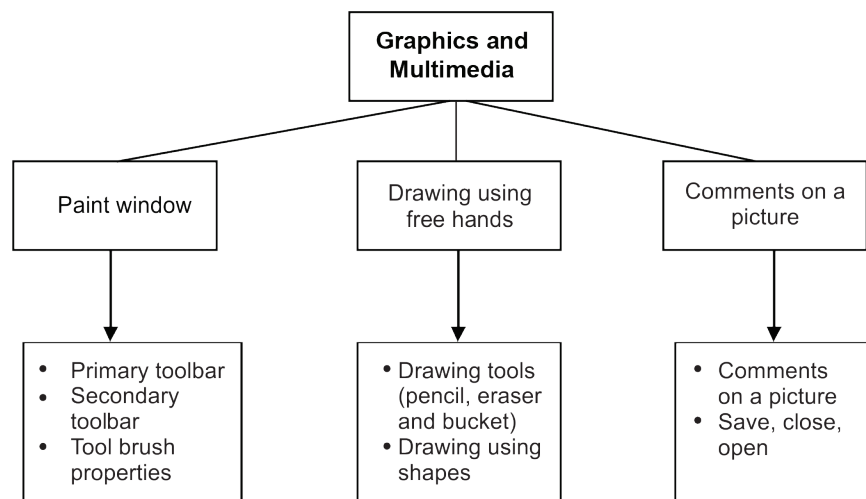 Graphics and
Multimedia
Paint window
Drawing using
free hands
Comments on a
picture
• Primary toolbar
• Secondary
toolbar
• Tool brush
properties
• Drawing tools
(pencil, eraser
and bucket)
• Drawing using
shapes
• Comments
on a picture
• Save, close,
open